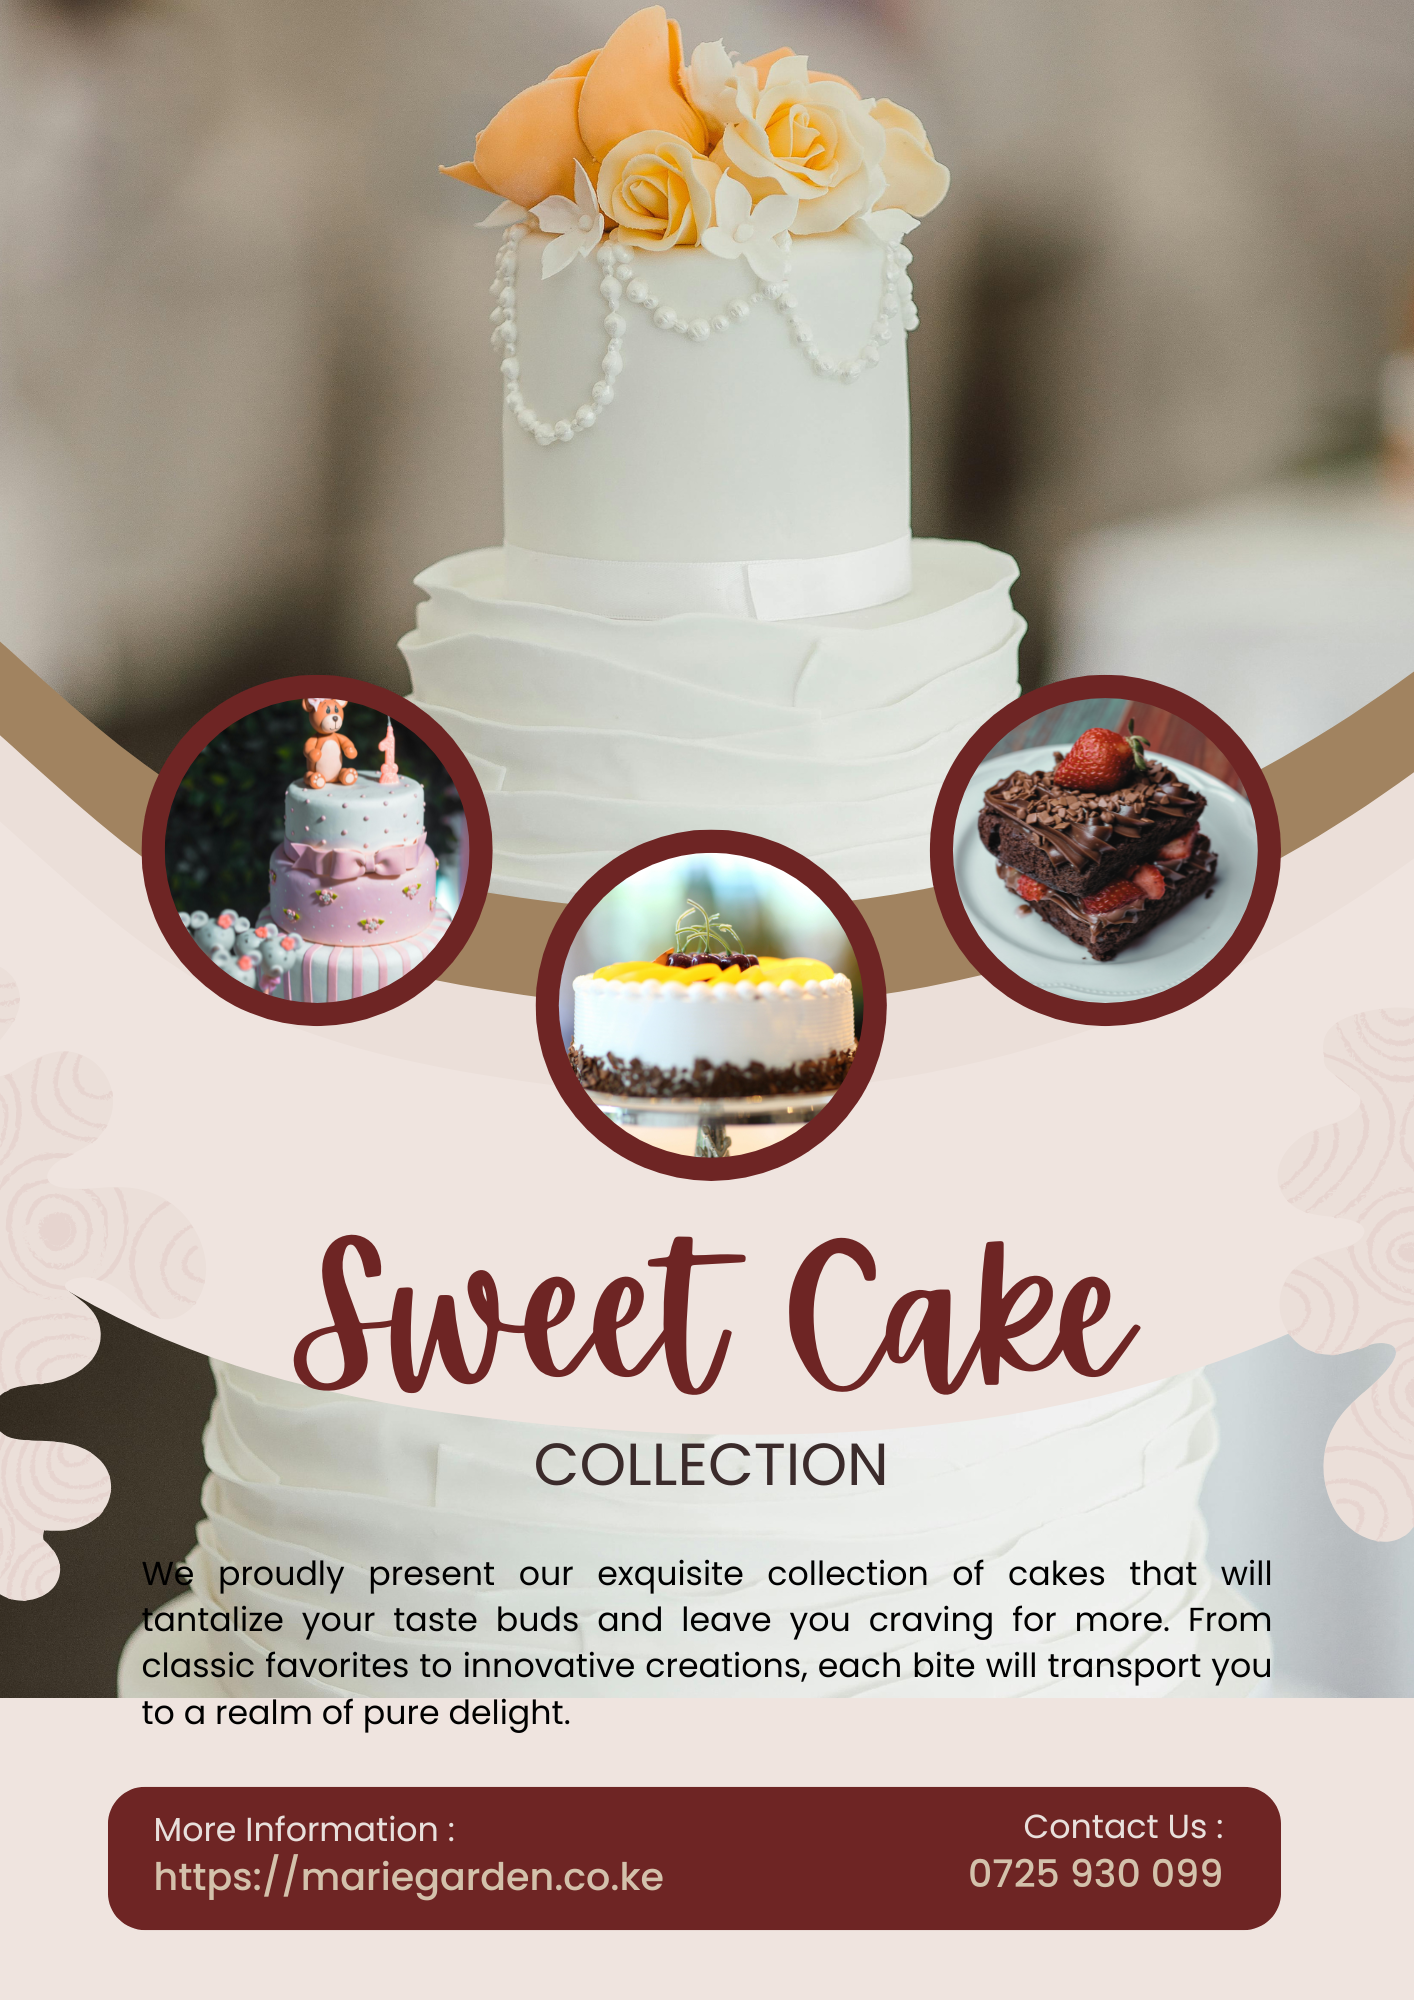 Sweet Cake
COLLECTION
We proudly present our exquisite collection of cakes that will
tantalize your taste buds and leave you craving for more. From
classic favorites to innovative creations, each bite will transport you
to a realm of pure delight.
More Information :
https://mariegarden.co.ke
Contact Us :
0725 930 099